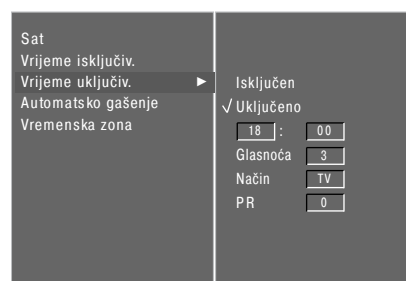 Sat
Vrijeme isključiv.
Vrijeme uključiv. ►
Automatsko gašenje
Vremenska zona
Isključen
√ Uključeno
18 : 00
Glasnoća 3
Način TV
PR 0